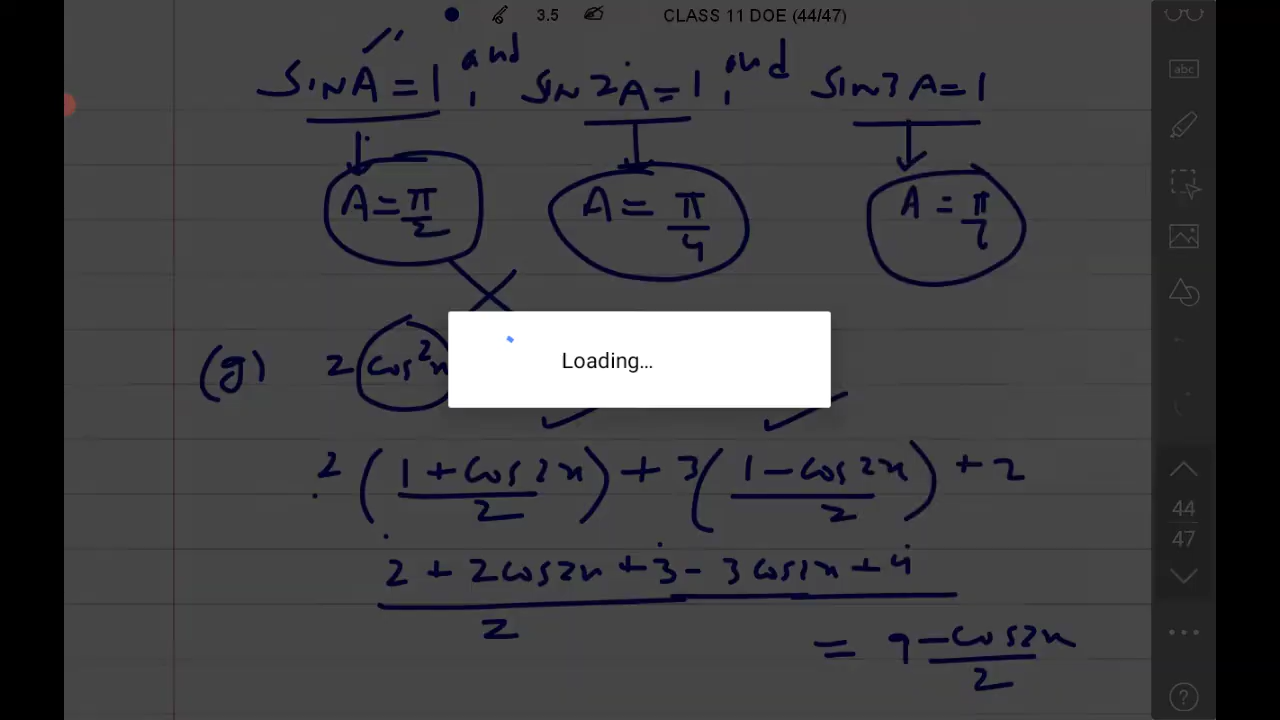 3.5 CLASS 11 DOE (44/47)
sinA = 1, and sin2A = 1, and sin3A = 1
abc
A = π/2 A = π/4 A = π/6
(g) 2 cos²x
Loading...
2 (1 + cos2x / 2) + 3 (1 - cos2x / 2) + 2
44
47
2 + 2cos2x + 3 - 3cos2x + 4
2
= 9 - cos2x / 2
?